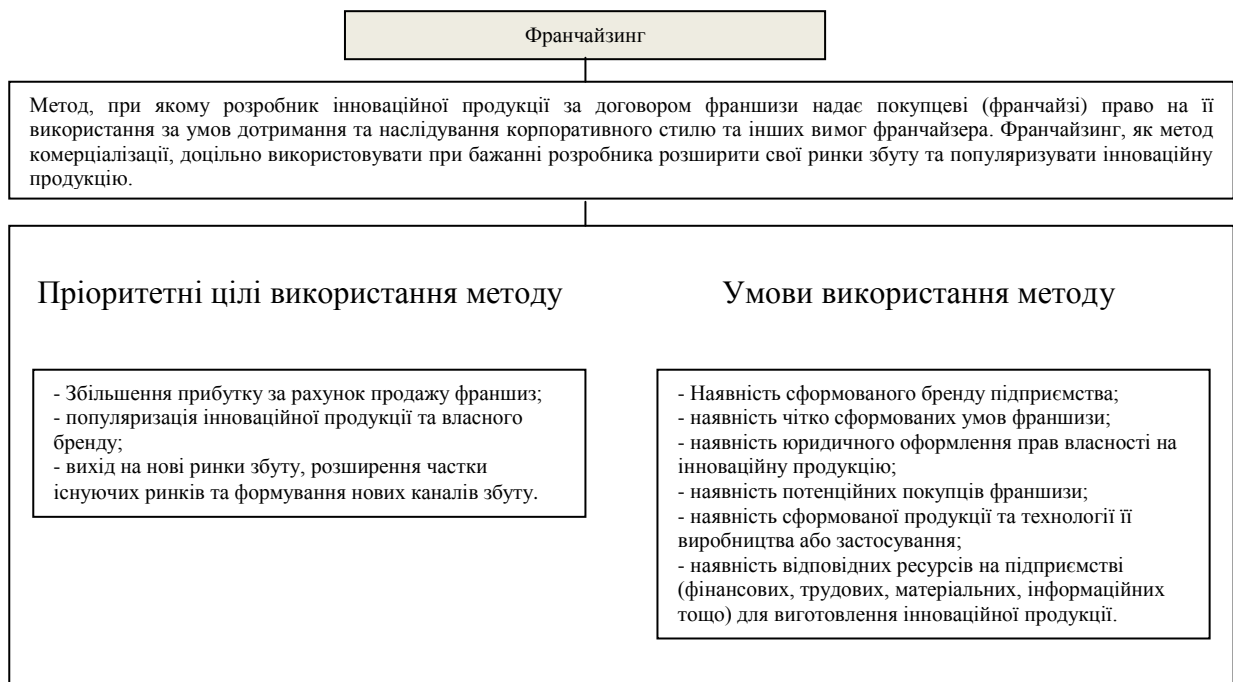 Франчайзинг
Метод, при якому розробник інноваційної продукції за договором франшизи надає покупцеві (франчайзі) право на її
використання за умов дотримання та наслідування корпоративного стилю та інших вимог франчайзера. Франчайзинг, як метод
комерціалізації, доцільно використовувати при бажанні розробника розширити свої ринки збуту та популяризувати інноваційну
продукцію.
Пріоритетні цілі використання методу
- Збільшення прибутку за рахунок продажу франшиз;
- популяризація інноваційної продукції та власного
бренду;
- вихід на нові ринки збуту, розширення частки
існуючих ринків та формування нових каналів збуту.
Умови використання методу
- Наявність сформованого бренду підприємства;
- наявність чітко сформованих умов франшизи;
- наявність юридичного оформлення прав власності на
інноваційну продукцію;
- наявність потенційних покупців франшизи;
- наявність сформованої продукції та технології її
виробництва або застосування;
- наявність відповідних ресурсів на підприємстві
(фінансових, трудових, матеріальних, інформаційних
тощо) для виготовлення інноваційної продукції.